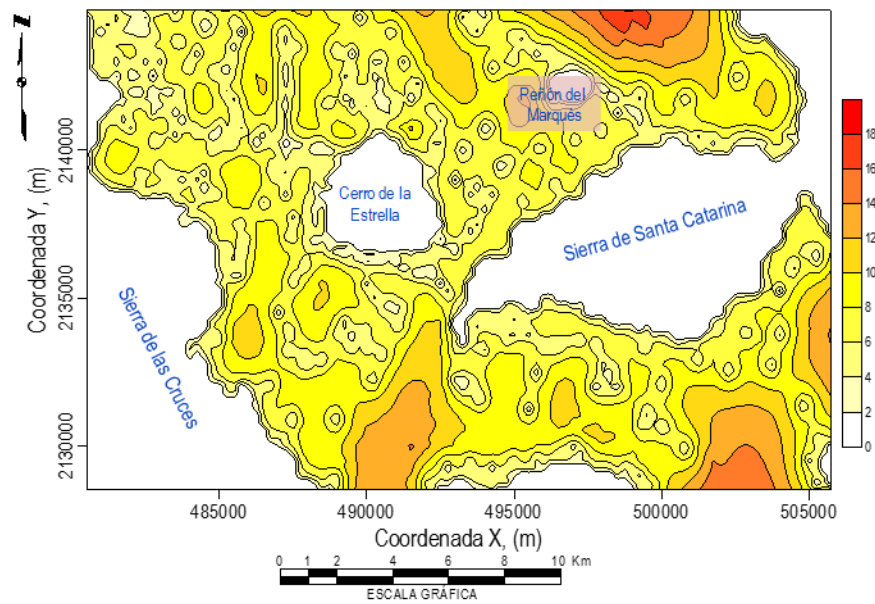 N
Peñón del
Marqués
Cerro de la
Estrella
Sierra de Santa Catarina
Sierra de las Cruces
Coordenada Y, (m)
2140000
2135000
2130000
18
16
14
12
10
8
6
4
2
0
485000 490000 495000 500000 505000
Coordenada X, (m)
0 1 2 4 6 8 10 Km
ESCALA GRÁFICA